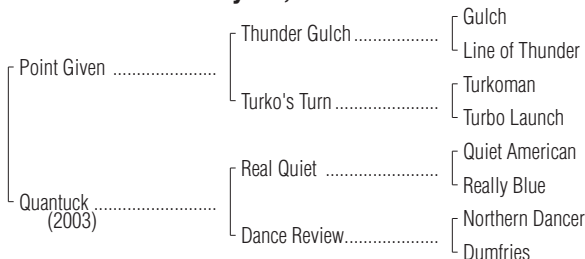 Gulch
Thunder Gulch
Line of Thunder
Point Given
Turkoman
Turko's Turn
Turbo Launch
Quiet American
Real Quiet
Really Blue
Quantuck
(2003)
Northern Dancer
Dance Review
Dumfries